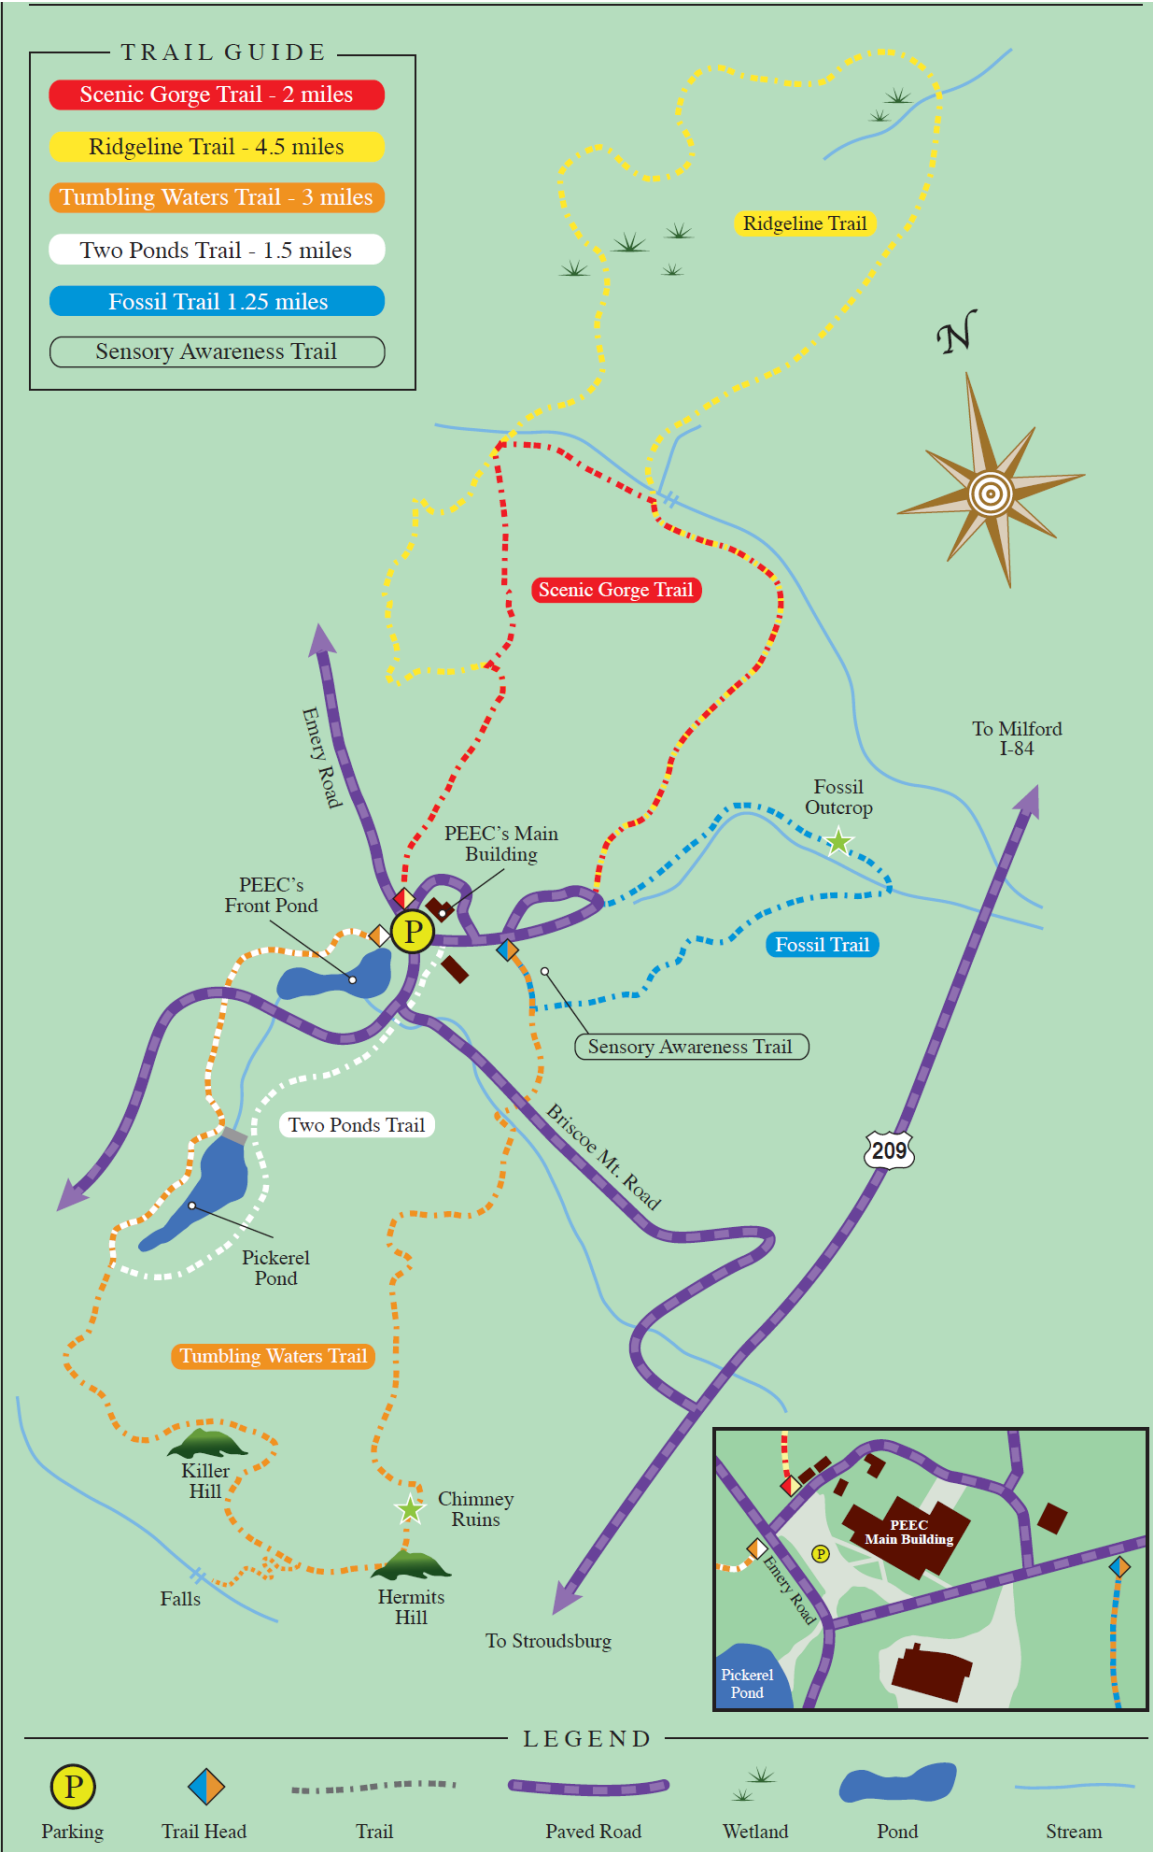 TRAIL GUIDE
Scenic Gorge Trail - 2 miles
Ridgeline Trail - 4.5 miles
Tumbling Waters Trail - 3 miles
Two Ponds Trail - 1.5 miles
Fossil Trail 1.25 miles
Sensory Awareness Trail
Ridgeline Trail
N
Scenic Gorge Trail
Emery Road
To Milford
I-84
Fossil
Outcrop
PEEC's Main
Building
PEEC's
Front Pond
P
Fossil Trail
Sensory Awareness Trail
Two Ponds Trail
Briscoe Mt. Road
209
Pickerel
Pond
Tumbling Waters Trail
Killer
Hill
Chimney
Ruins
Falls
Hermits
Hill
To Stroudsburg
PEEC
Main Building
P
Emery Road
Pickerel
Pond
LEGEND
P
Parking
Trail Head
Trail
Paved Road
Wetland
Pond
Stream